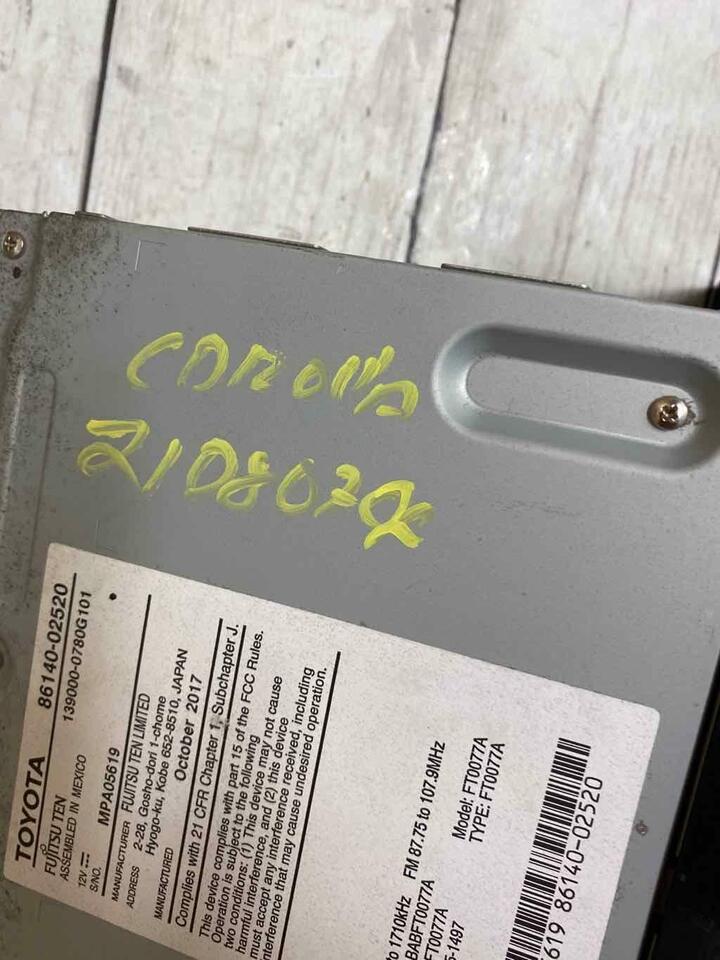 corolla
TOYOTA 86140-02520
FUJITSU TEN 139000-0780G101
ASSEMBLED IN MEXICO
12V
S/NO. MPA05619
MANUFACTURER FUJITSU TEN LIMITED
ADDRESS 2-28, Gosho-dori 1-chome
Hyogo-ku, Kobe 652-8510, JAPAN
MANUFACTURED October 2017
Complies with 21 CFR Chapter 1, Subchapter J.
This device complies with part 15 of the FCC Rules.
Operation is subject to the following
two conditions: (1) This device may not cause
harmful interference, and (2) this device
must accept any interference received, including
interference that may cause undesired operation.
to 1710kHz FM 87.75 to 107.9MHz
BABFT0077A Model: FT0077A
FT0077A TYPE: FT0077A
-1497
619 86140-02520